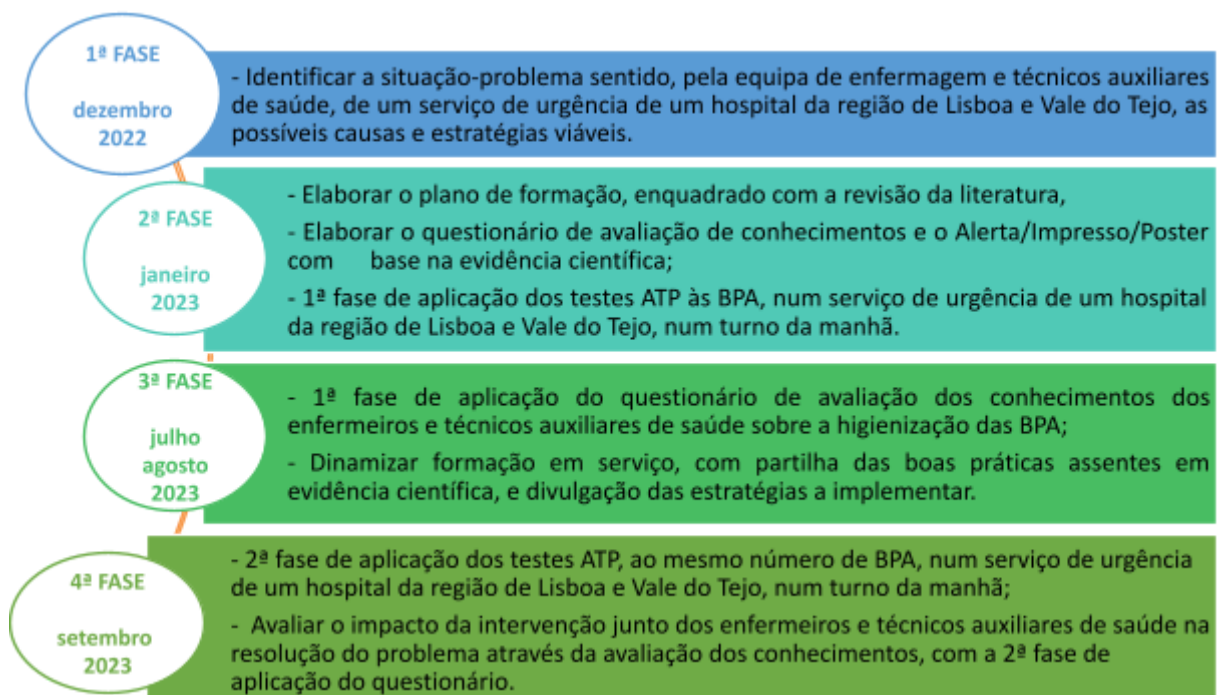 1ª FASE
dezembro
2022
- Identificar a situação-problema sentido, pela equipa de enfermagem e técnicos auxiliares
de saúde, de um serviço de urgência de um hospital da região de Lisboa e Vale do Tejo, as
possíveis causas e estratégias viáveis.
2ª FASE
janeiro
2023
- Elaborar o plano de formação, enquadrado com a revisão da literatura,
- Elaborar o questionário de avaliação de conhecimentos e o Alerta/Impresso/Poster
com base na evidência científica;
- 1ª fase de aplicação dos testes ATP às BPA, num serviço de urgência de um hospital
da região de Lisboa e Vale do Tejo, num turno da manhã.
3ª FASE
julho
agosto
2023
- 1ª fase de aplicação do questionário de avaliação dos conhecimentos dos
enfermeiros e técnicos auxiliares de saúde sobre a higienização das BPA;
- Dinamizar formação em serviço, com partilha das boas práticas assentes em
evidência científica, e divulgação das estratégias a implementar.
4ª FASE
setembro
2023
- 2ª fase de aplicação dos testes ATP, ao mesmo número de BPA, num serviço de urgência
de um hospital da região de Lisboa e Vale do Tejo, num turno da manhã;
- Avaliar o impacto da intervenção junto dos enfermeiros e técnicos auxiliares de saúde na
resolução do problema através da avaliação dos conhecimentos, com a 2ª fase de
aplicação do questionário.